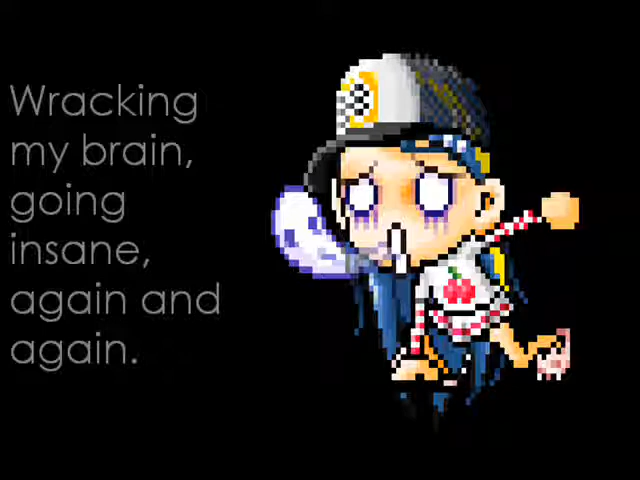 Wracking
my brain,
going
insane,
again and
again.